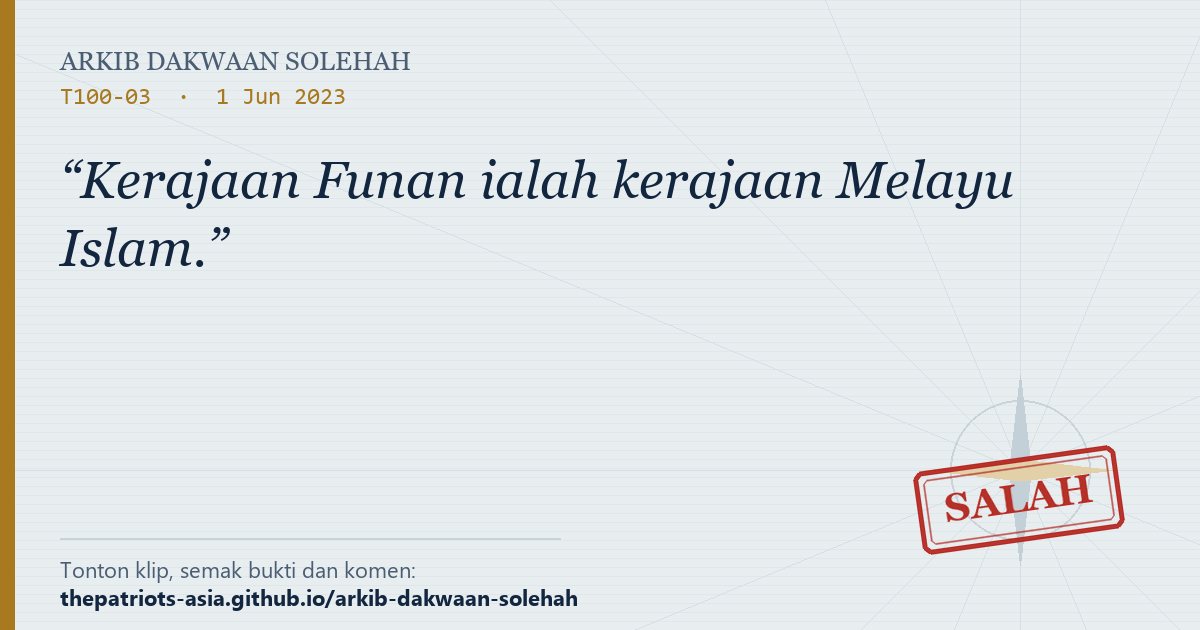 ARKIB DAKWAAN SOLEHAH
T100-03 · 1 Jun 2023
“Kerajaan Funan ialah kerajaan Melayu
Islam.”
SALAH
Tonton klip, semak bukti dan komen:
thepatriots-asia.github.io/arkib-dakwaan-solehah